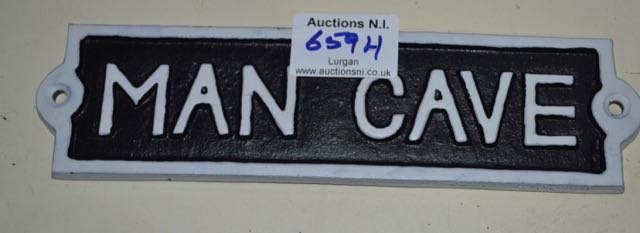 Auctions N.I.
659H
Lurgan
www.auctionsni.co.uk
MAN CAVE